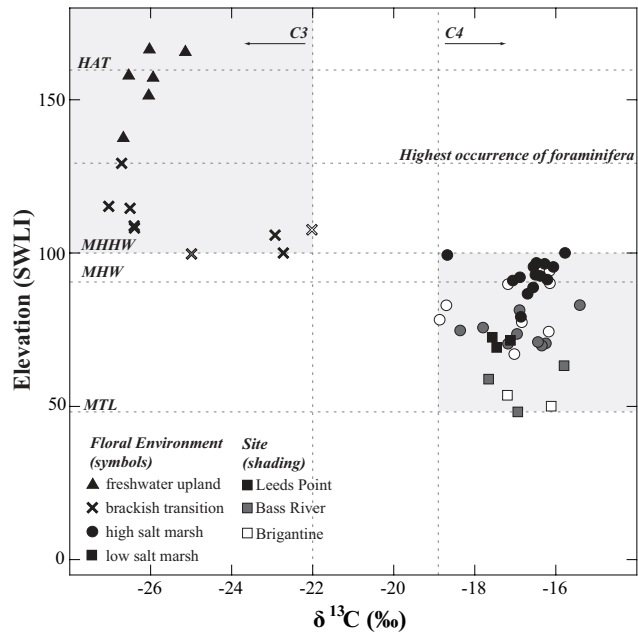 C3
C4
HAT
150
Highest occurrence of foraminifera
Elevation (SWLI)
MHHW
100
MHW
MTL
50
Floral Environment
(symbols)
freshwater upland
brackish transition
high salt marsh
low salt marsh
Site
(shading)
Leeds Point
Bass River
Brigantine
0
-26
-24
-22
-20
-18
-16
-14
δ 13C (‰)